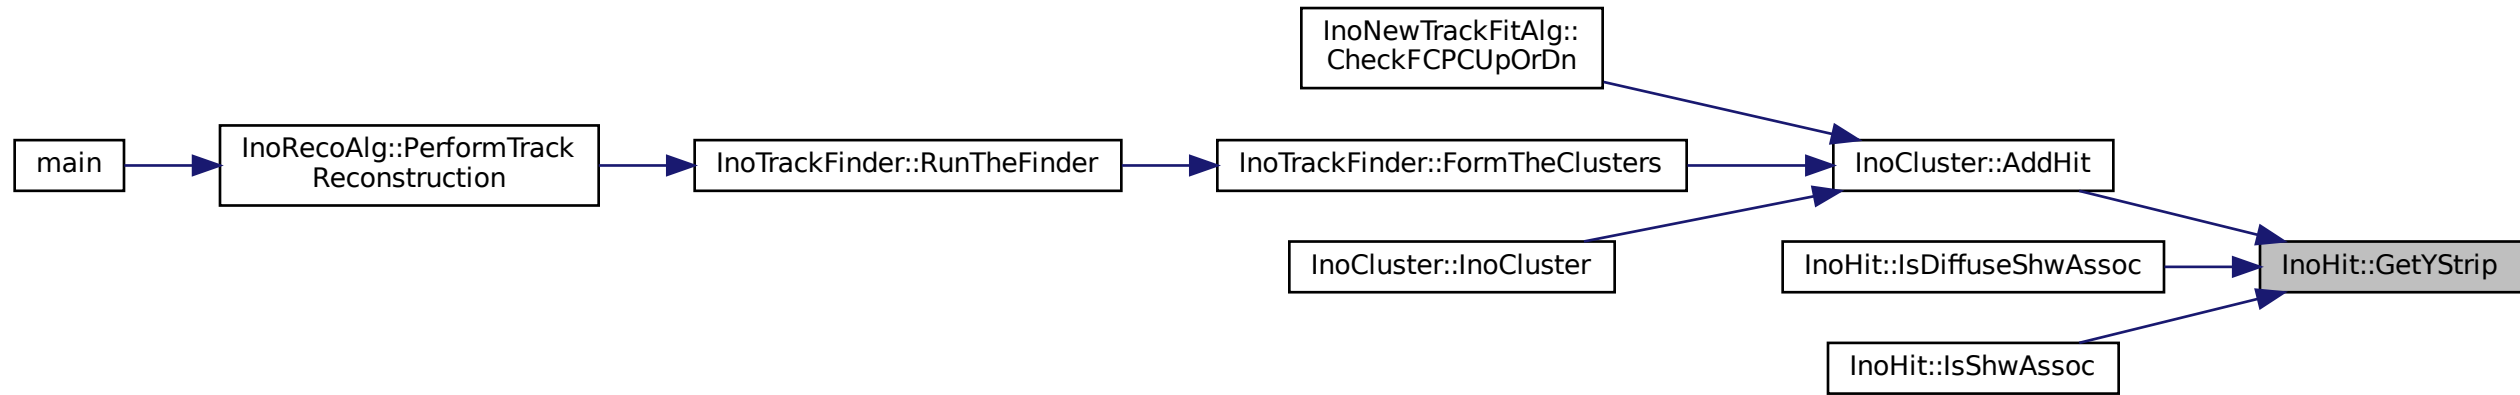 InoNewTrackFitAlg::
CheckFCPCUpOrDn
main
InoRecoAlg::PerformTrack
Reconstruction
InoTrackFinder::RunTheFinder
InoTrackFinder::FormTheClusters
InoCluster::AddHit
InoCluster::InoCluster
InoHit::IsDiffuseShwAssoc
InoHit::GetYStrip
InoHit::IsShwAssoc